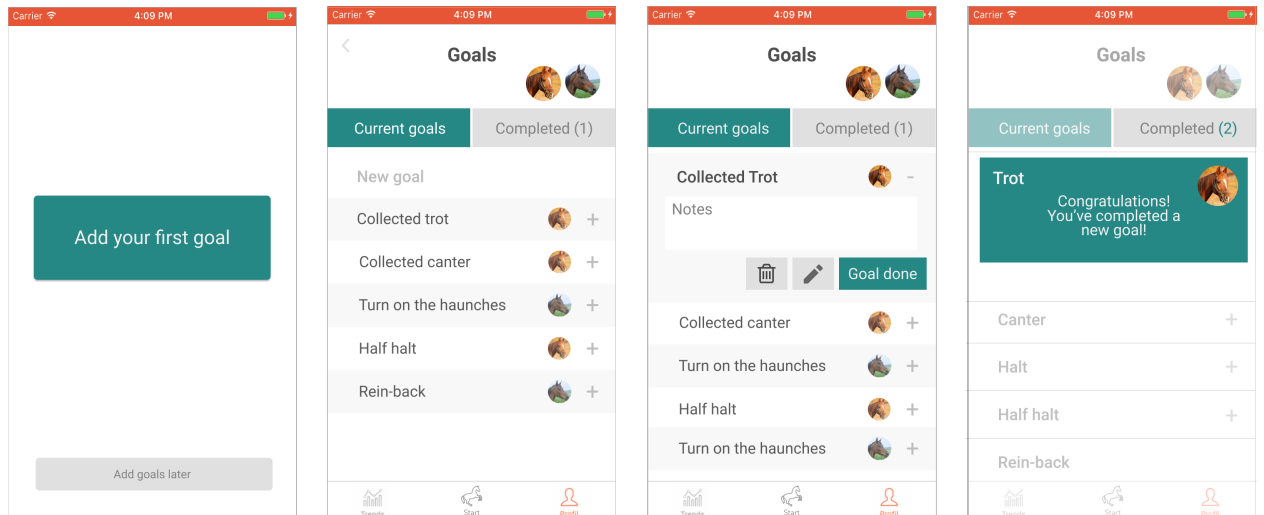 Carrier 4:09 PM
Add your first goal
Add goals later
Carrier 4:09 PM
Goals
Current goals Completed (1)
New goal
Collected trot +
Collected canter +
Turn on the haunches +
Half halt +
Rein-back +
Trends Start Profil
Carrier 4:09 PM
Goals
Current goals Completed (1)
Collected Trot -
Notes
Goal done
Collected canter +
Turn on the haunches +
Half halt +
Turn on the haunches +
Trends Start Profil
Carrier 4:09 PM
Goals
Current goals Completed (2)
Trot
Congratulations!
You've completed a
new goal!
Canter +
Halt +
Half halt +
Rein-back
Trends Start Profil